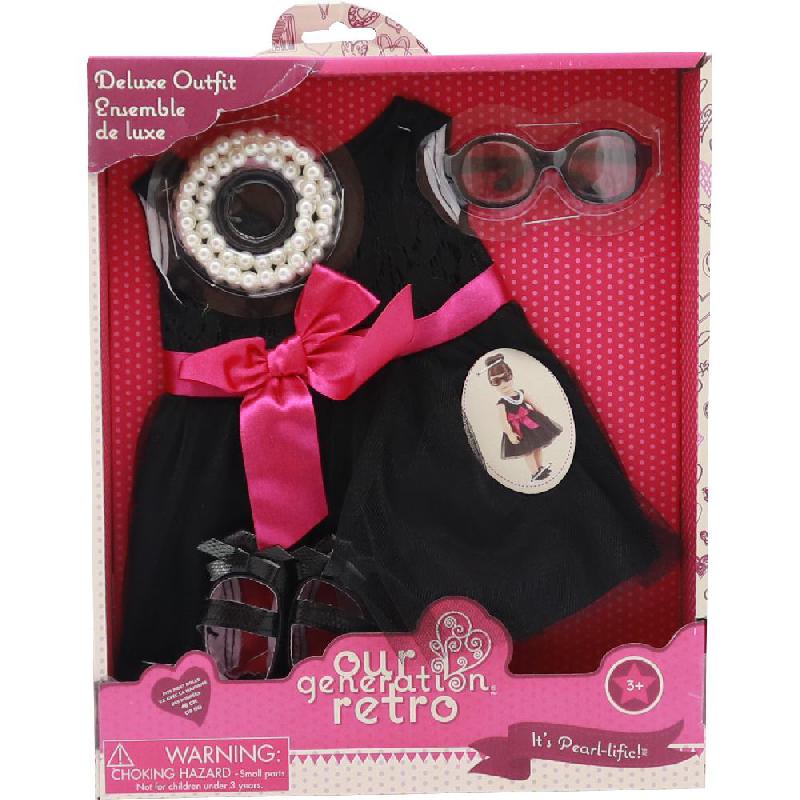 Deluxe Outfit
Ensemble
de luxe
our
generation
retro
3+
It's Pearl-lific!™
WARNING:
CHOKING HAZARD - Small parts
Not for children under 3 years.